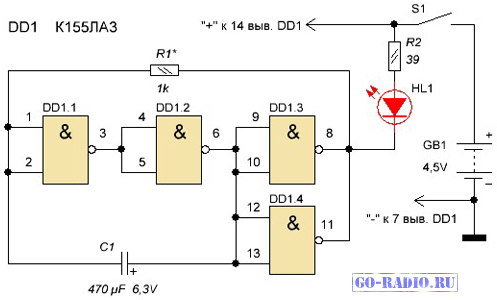 DD1 К155ЛА3
"+" к 14 выв. DD1
S1
R1*
1k
R2
39
HL1
DD1.1
DD1.2
DD1.3
1
&
3
4
&
6
9
&
8
2
5
10
GB1
4,5V
+
−
DD1.4
12
&
11
13
"-" к 7 выв. DD1
C1
+
470 µF 6,3V
GO-RADIO.RU